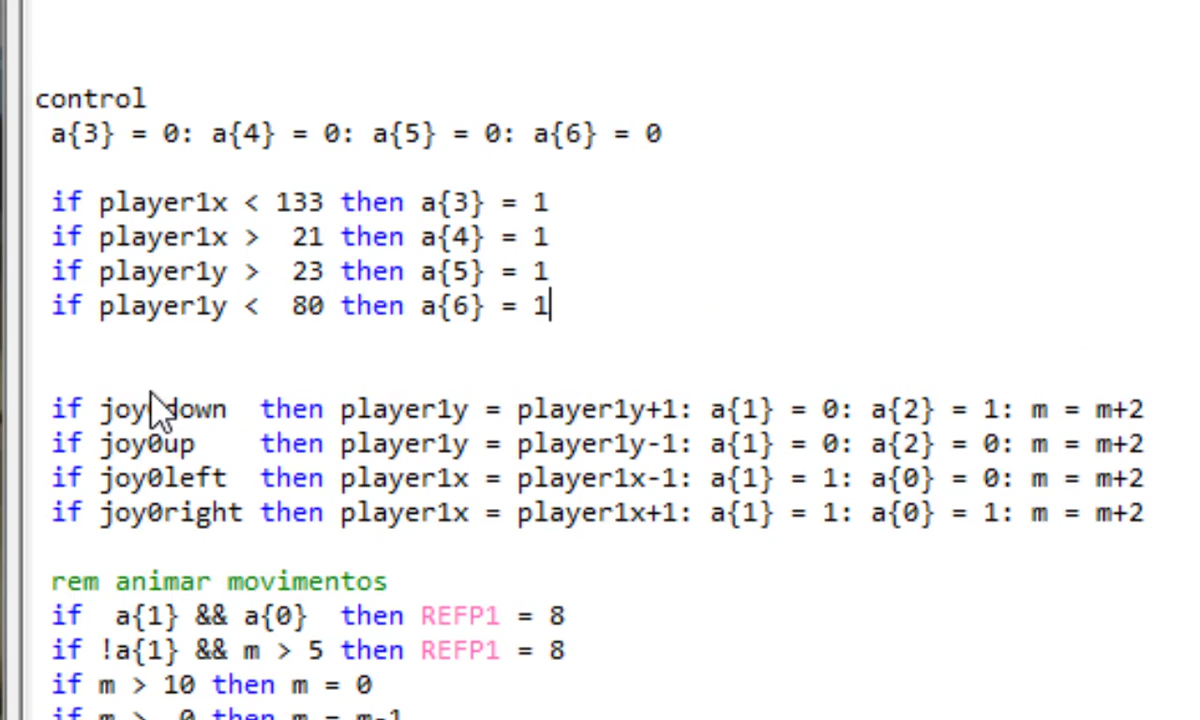 control
a{3} = 0: a{4} = 0: a{5} = 0: a{6} = 0
if player1x < 133 then a{3} = 1
if player1x >  21 then a{4} = 1
if player1y >  23 then a{5} = 1
if player1y <  80 then a{6} = 1
if joy0down  then player1y = player1y+1: a{1} = 0: a{2} = 1: m = m+2
if joy0up    then player1y = player1y-1: a{1} = 0: a{2} = 0: m = m+2
if joy0left  then player1x = player1x-1: a{1} = 1: a{0} = 0: m = m+2
if joy0right then player1x = player1x+1: a{1} = 1: a{0} = 1: m = m+2
rem animar movimentos
if  a{1} && a{0}  then REFP1 = 8
if !a{1} && m > 5 then REFP1 = 8
if m > 10 then m = 0
if m >  0 then m = m-1